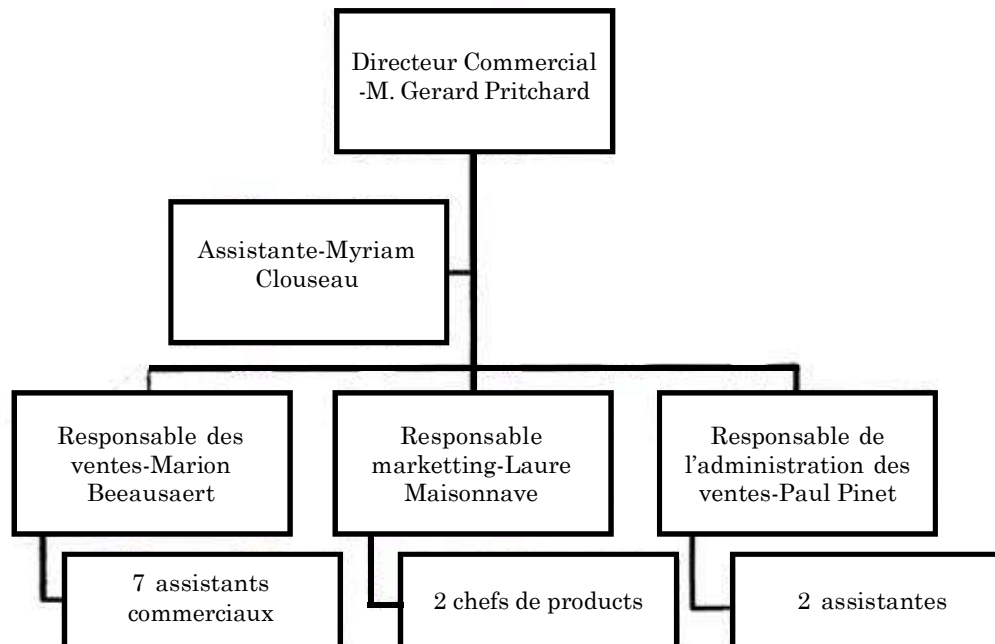 Directeur Commercial
-M. Gerard Pritchard
Assistante-Myriam
Clouseau
Responsable des
ventes-Marion
Beeausaert
Responsable
marketting-Laure
Maisonnave
Responsable de
l'administration des
ventes-Paul Pinet
7 assistants
commerciaux
2 chefs de products
2 assistantes